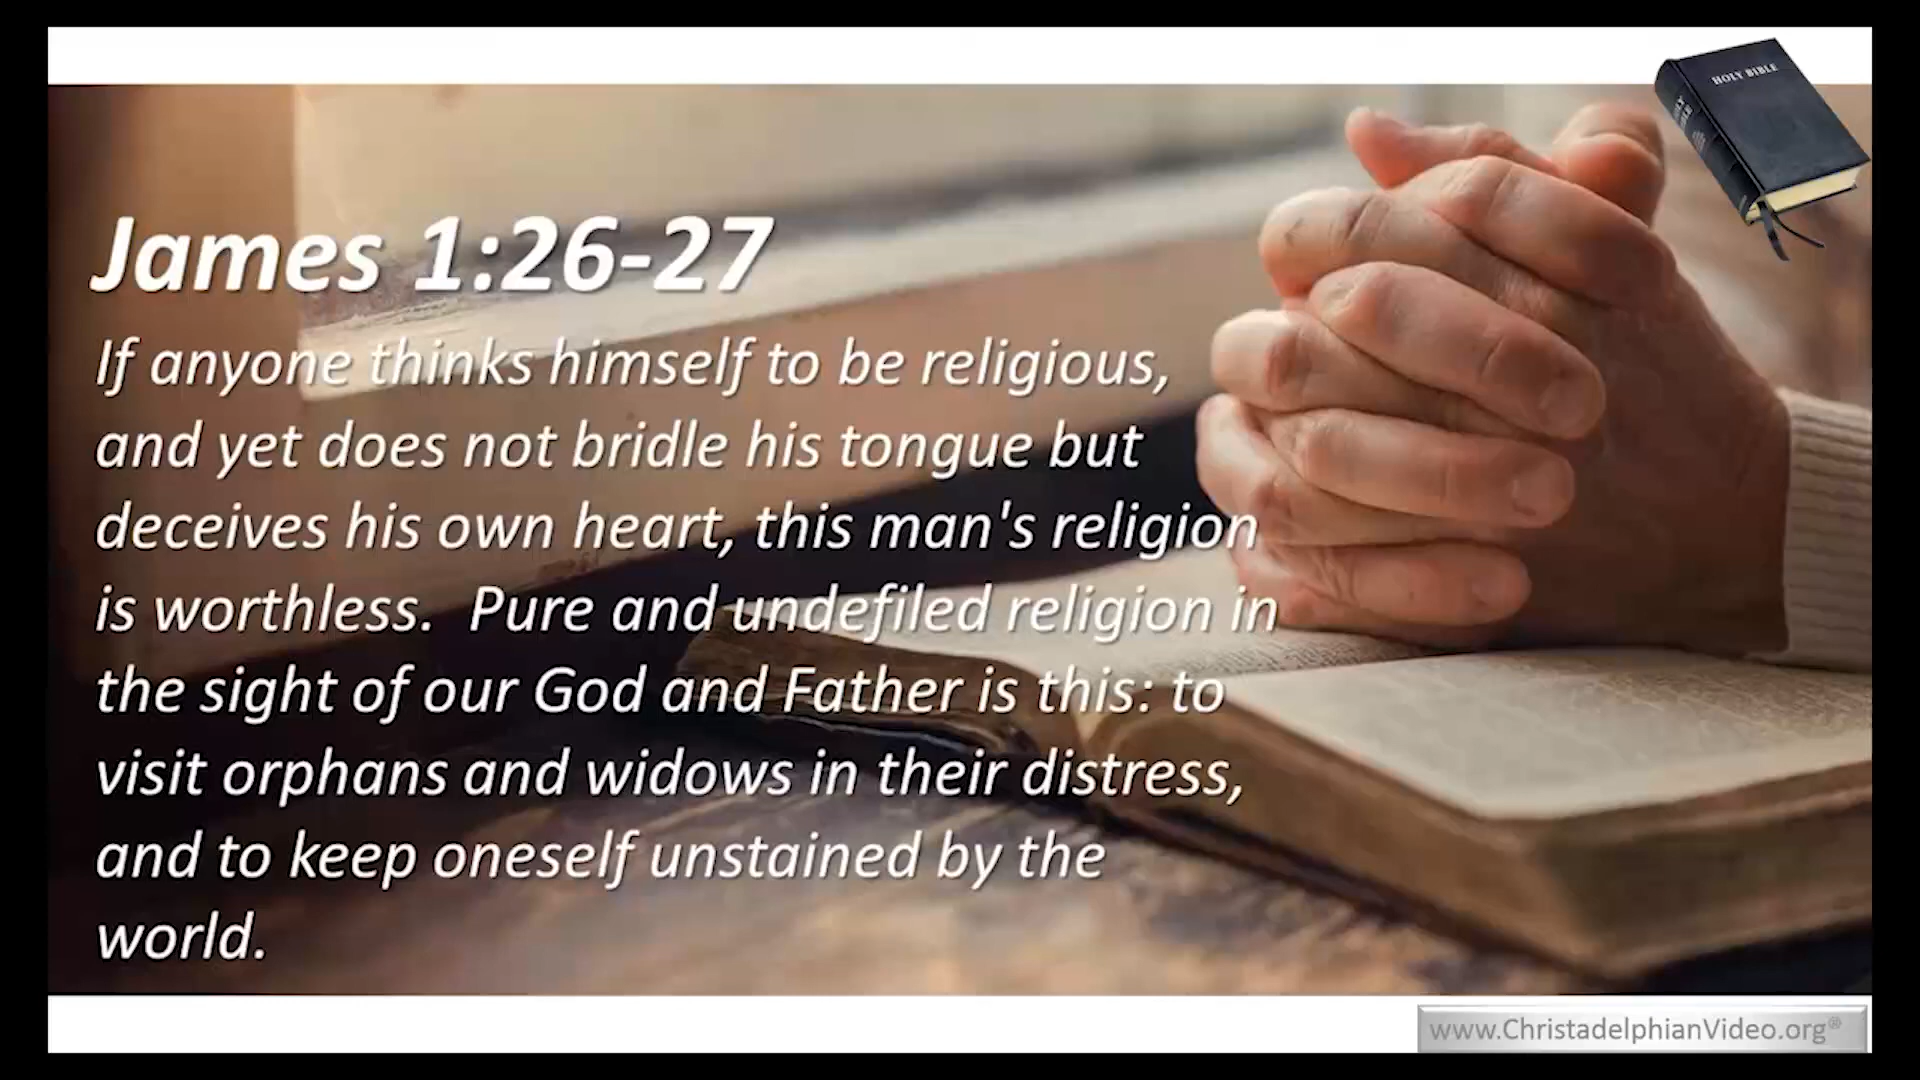 HOLY BIBLE
James 1:26-27
If anyone thinks himself to be religious,
and yet does not bridle his tongue but
deceives his own heart, this man's religion
is worthless.  Pure and undefiled religion in
the sight of our God and Father is this: to
visit orphans and widows in their distress,
and to keep oneself unstained by the
world.
www.ChristadelphianVideo.org®